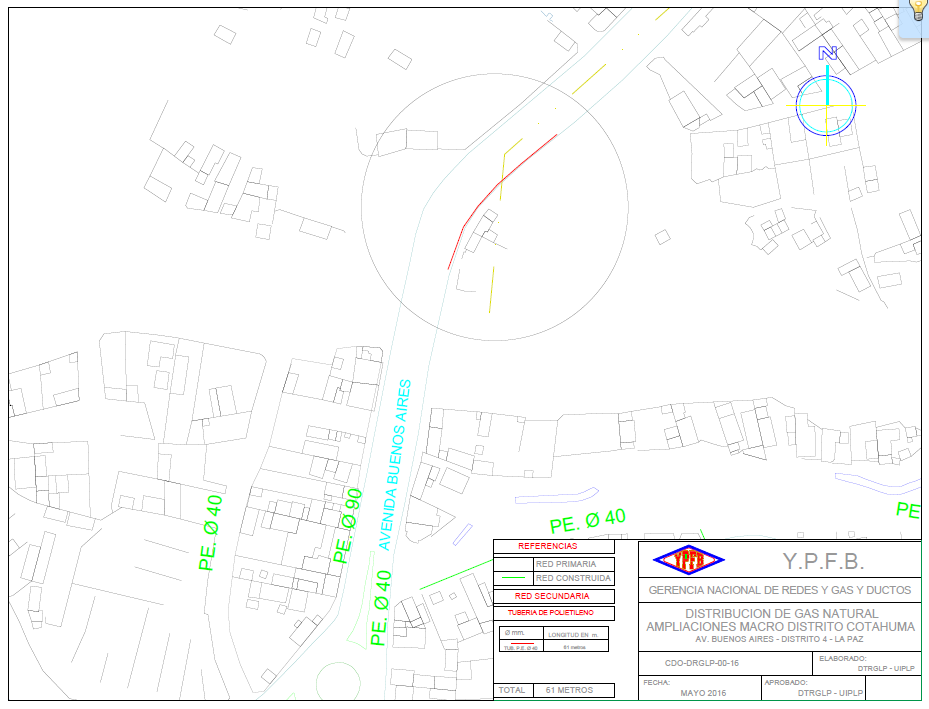 N
AVENIDA BUENOS AIRES
PE. Ø 40
PE. Ø 90
PE. Ø 40
PE. Ø 40
PE
REFERENCIAS
RED PRIMARIA
RED CONSTRUIDA
RED SECUNDARIA
TUBERIA DE POLIETILENO
Ø mm. LONGITUD EN m.
TUB. P.E. Ø 40 61 metros
TOTAL 61 METROS
YPFB Y.P.F.B.
GERENCIA NACIONAL DE REDES Y GAS Y DUCTOS
DISTRIBUCION DE GAS NATURAL
AMPLIACIONES MACRO DISTRITO COTAHUMA
AV. BUENOS AIRES - DISTRITO 4 - LA PAZ
CDO-DRGLP-00-16
ELABORADO:
DTRGLP - UIPLP
FECHA:
MAYO 2016
APROBADO:
DTRGLP - UIPLP